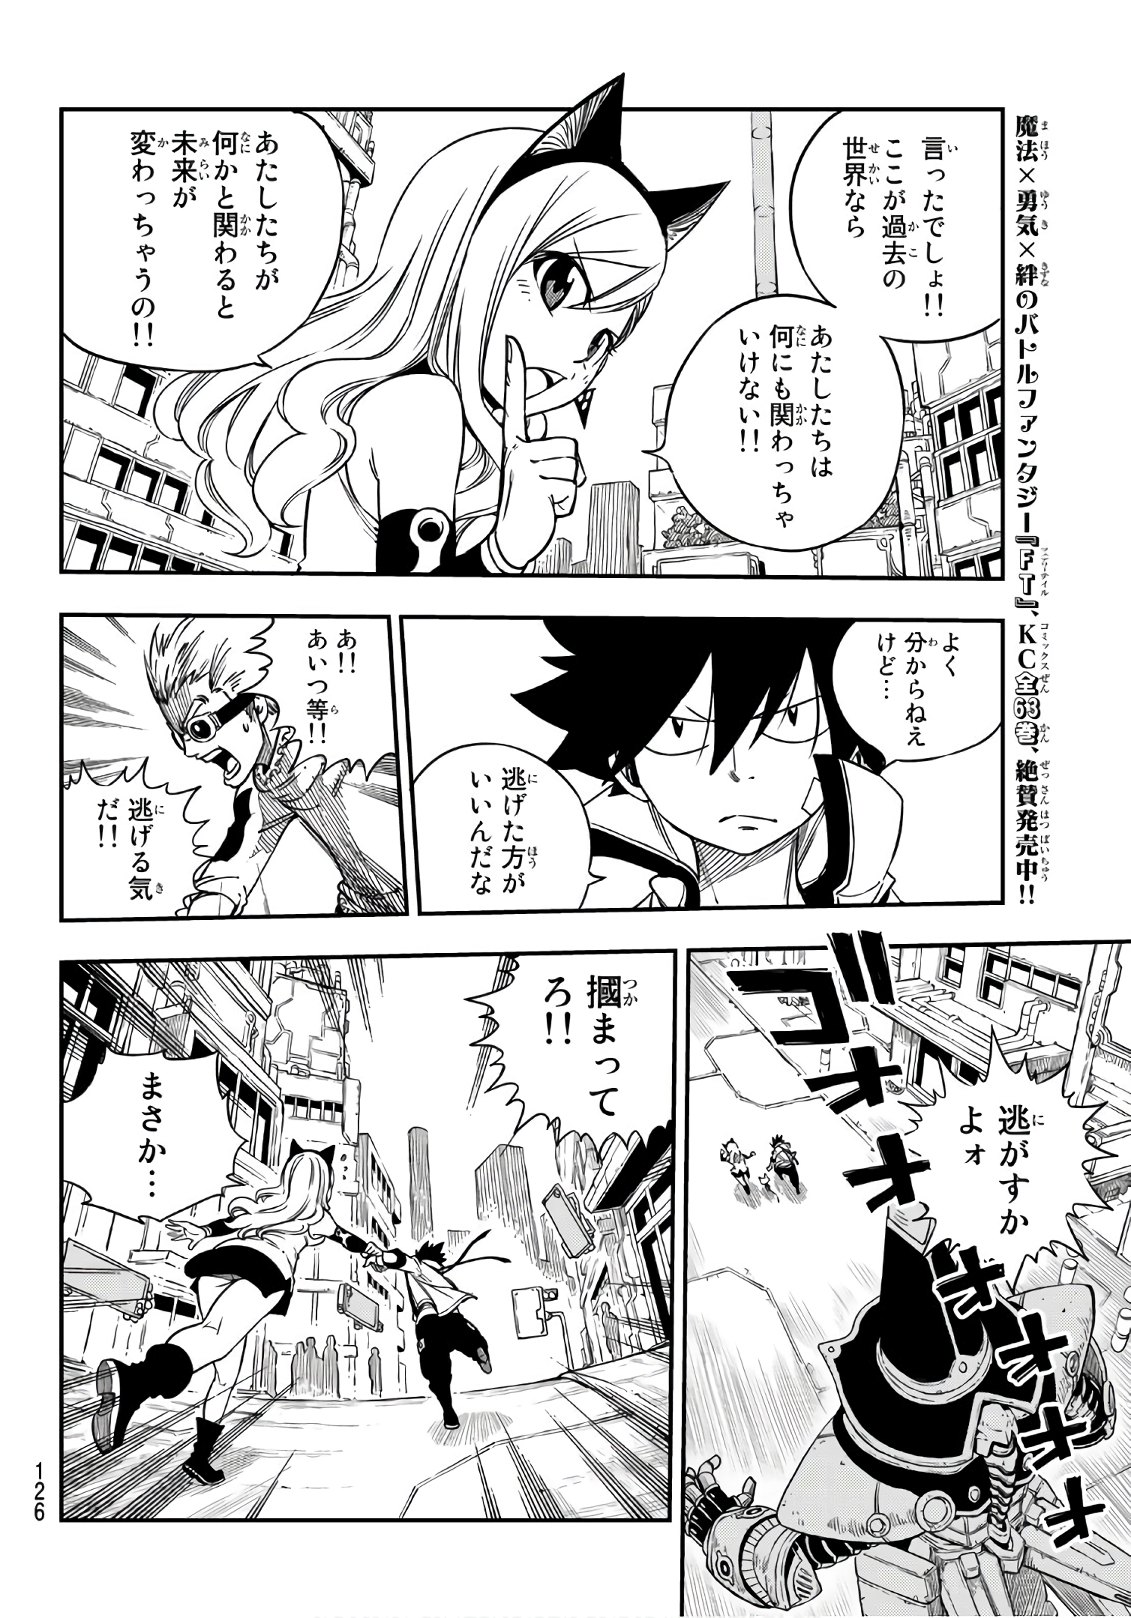 魔法×勇気×絆のバトルファンタジー『FT』、KC全63巻、絶賛発売中!!
言ったでしょ!!
ここが過去の
世界なら
あたしたちは
何にも関わっちゃ
いけない!!
あたしたちが
何かと関わると
未来が
変わっちゃうの!!
よく
分からねえ
けど…
逃げた方が
いいんだな
あ!!
あいつ等!!
逃げる気
だ!!
ゴオオオオオオオ
逃がすか
よォ
摑まって
ろ!!
まさか…
126